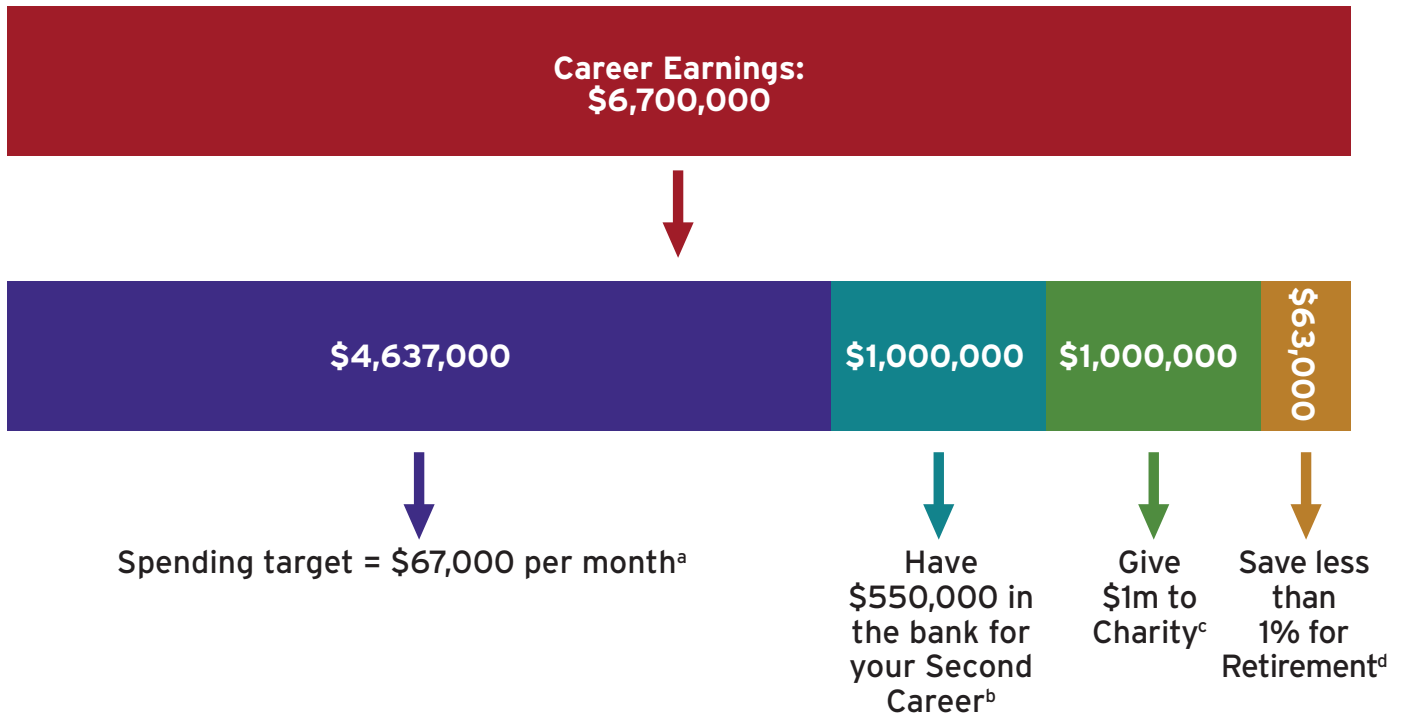 Career Earnings:
$6,700,000
$4,637,000
$1,000,000
$1,000,000
$63,000
Spending target = $67,000 per monthᵃ
Have
$550,000 in
the bank for
your Second
Careerᵇ
Give
$1m to
Charityᶜ
Save less
than
1% for
Retirementᵈ